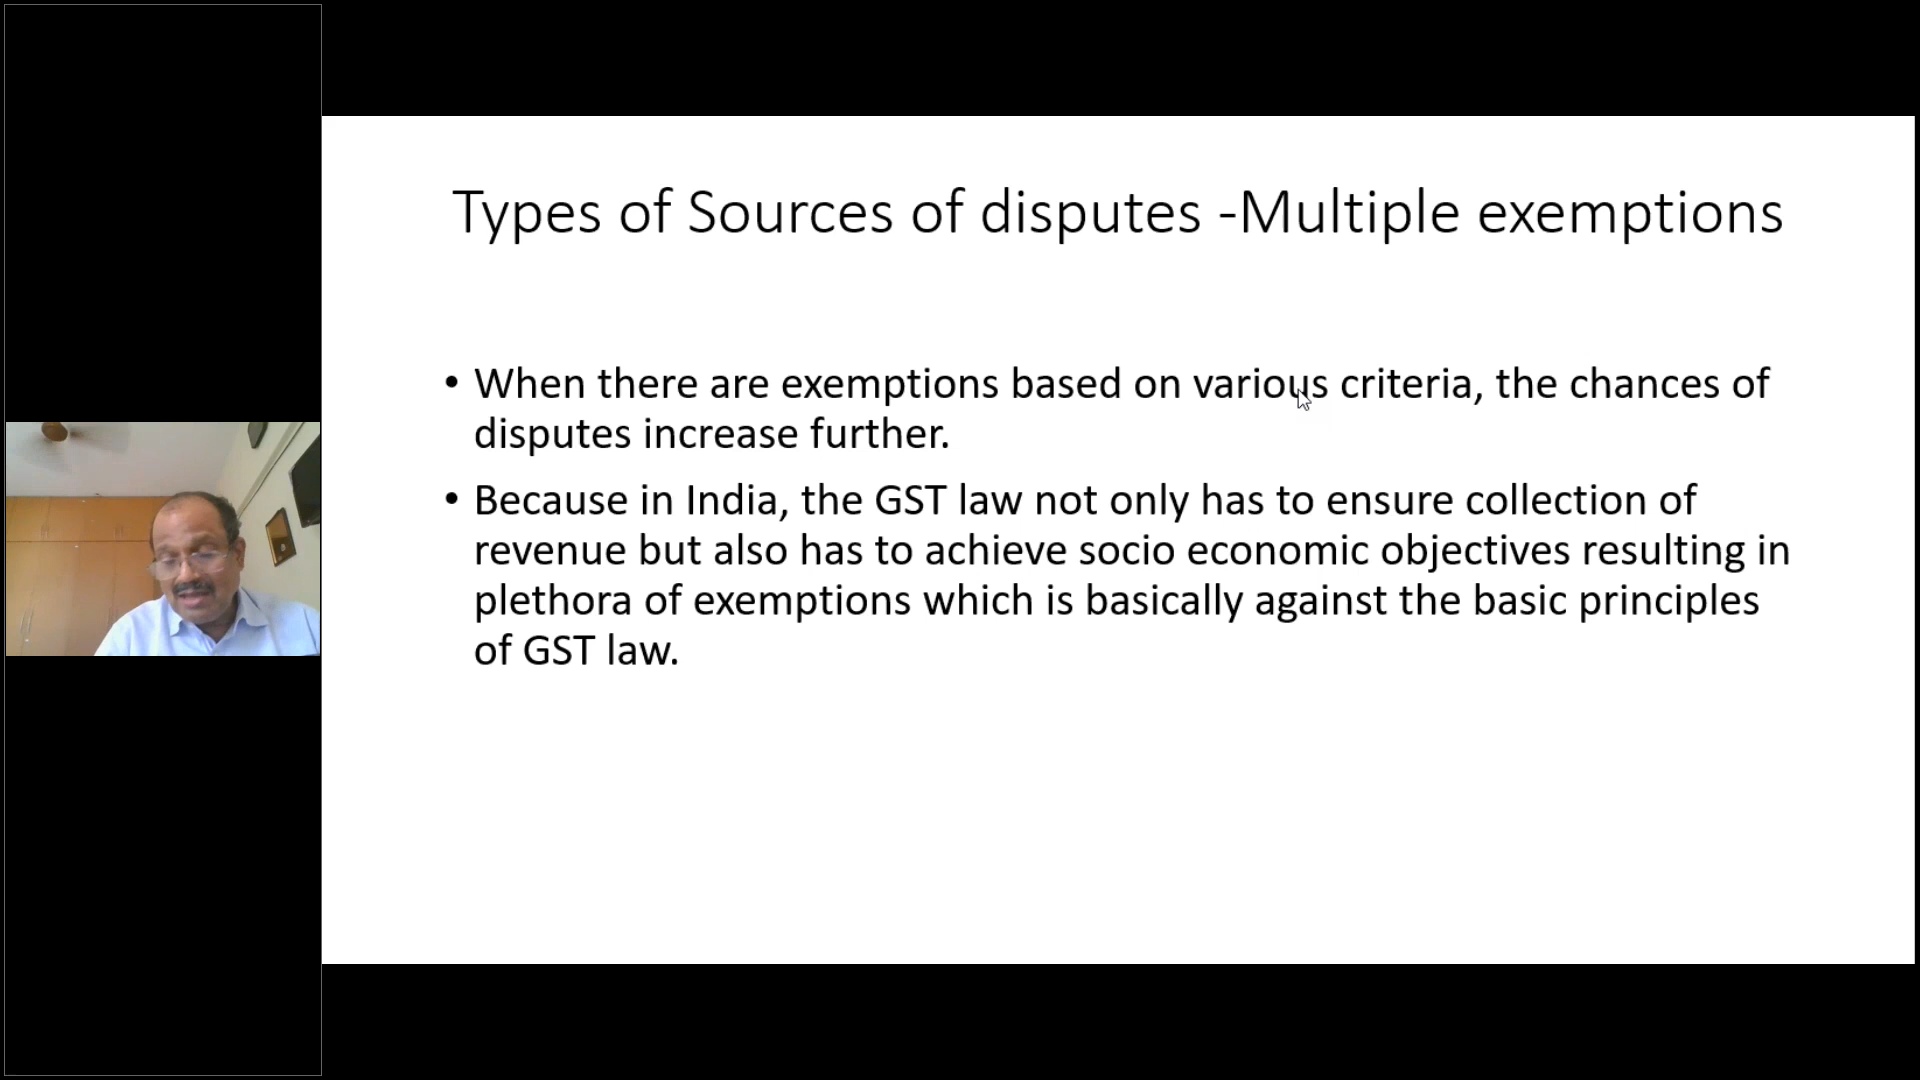 Types of Sources of disputes -Multiple exemptions
• When there are exemptions based on various criteria, the chances of
disputes increase further.
• Because in India, the GST law not only has to ensure collection of
revenue but also has to achieve socio economic objectives resulting in
plethora of exemptions which is basically against the basic principles
of GST law.